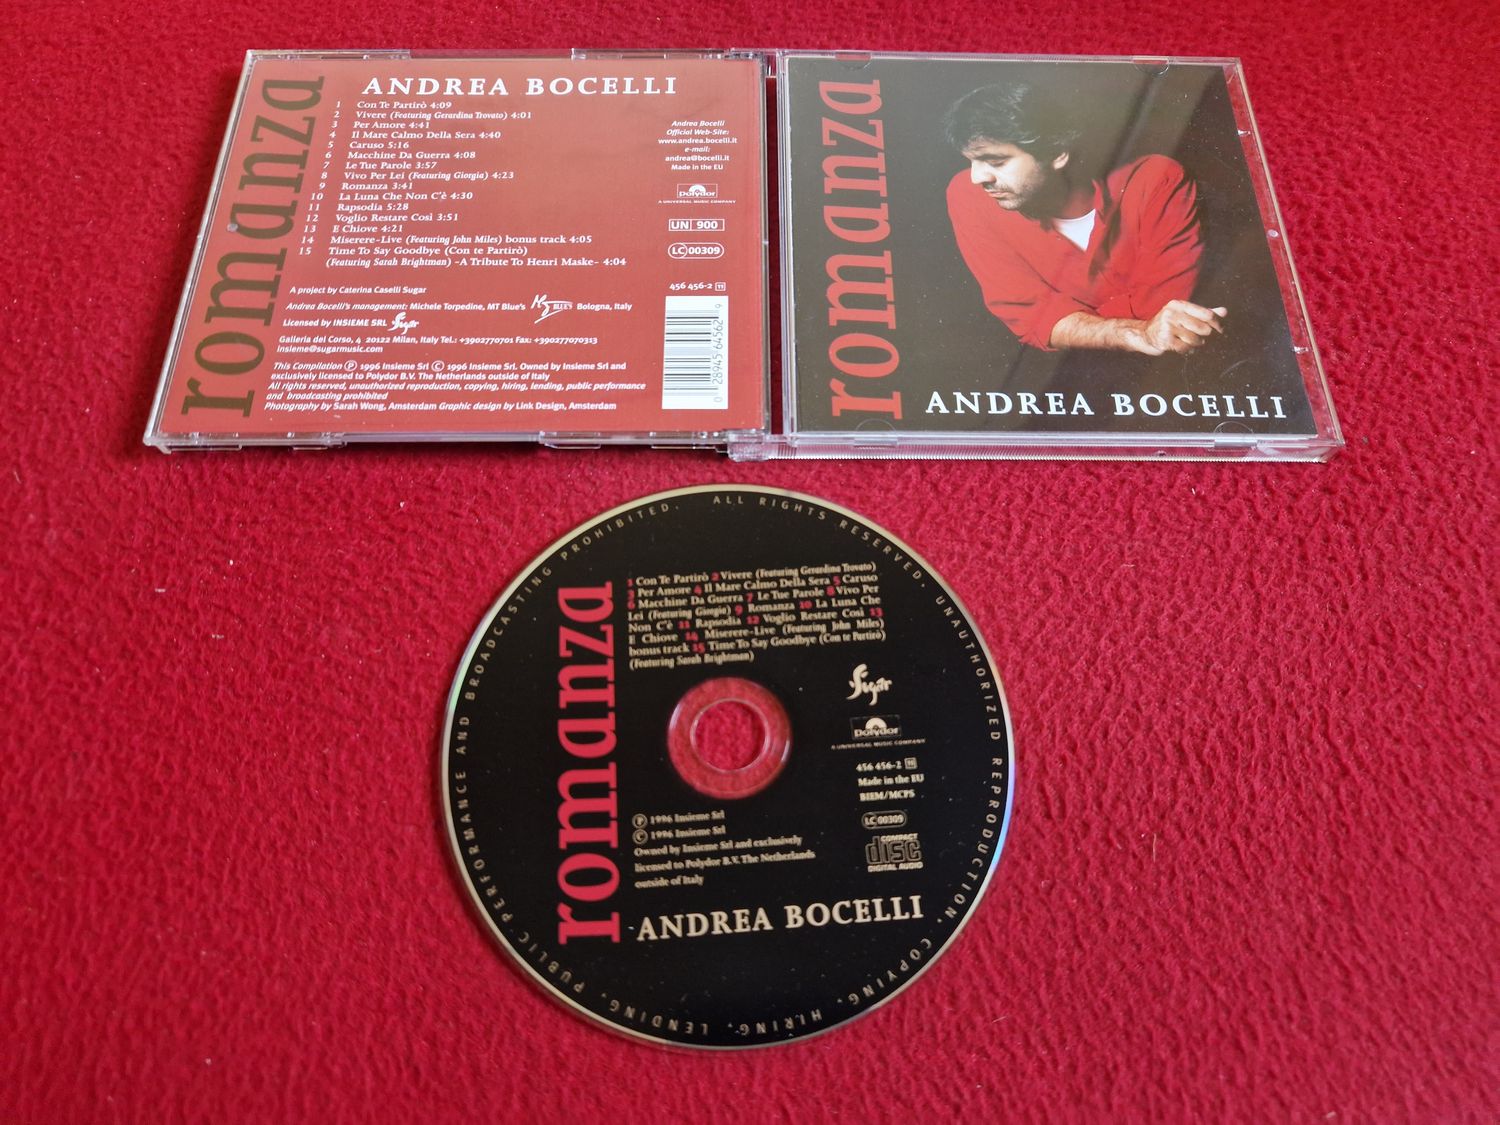 romanza
ANDREA BOCELLI
1 Con Te Partirò 4:09
2 Vivere (Featuring Gerardina Trovato) 4:01
3 Per Amore 4:41
4 Il Mare Calmo Della Sera 4:40
5 Caruso 5:16
6 Macchine Da Guerra 4:08
7 Le Tue Parole 3:57
8 Vivo Per Lei (Featuring Giorgia) 4:23
9 Romanza 3:41
10 La Luna Che Non C'è 4:30
11 Rapsodia 5:28
12 Voglio Restare Così 3:51
13 E Chiove 4:21
14 Miserere-Live (Featuring John Miles) bonus track 4:05
15 Time To Say Goodbye (Con te Partirò)
(Featuring Sarah Brightman) -A Tribute To Henri Maske- 4:04
Andrea Bocelli
Official Web-Site:
www.andrea.bocelli.it
e-mail:
andrea@bocelli.it
Made in the EU
polydor
A UNIVERSAL MUSIC COMPANY
UN 900
LC 00309
456 456-2 11
A project by Caterina Caselli Sugar
Andrea Bocelli's management: Michele Torpedine, MT Blue's MT BLUE'S Bologna, Italy
Licensed by INSIEME SRL Sugar
Galleria del Corso, 4 20122 Milan, Italy Tel.: +3902770701 Fax: +390277070313
insieme@sugarmusic.com
This Compilation Ⓟ 1996 Insieme Srl © 1996 Insieme Srl. Owned by Insieme Srl and
exclusively licensed to Polydor B.V. The Netherlands outside of Italy
All rights reserved, unauthorized reproduction, copying, hiring, lending, public performance
and broadcasting prohibited
Photography by Sarah Wong, Amsterdam Graphic design by Link Design, Amsterdam
0 28945 64562 9
romanza
ANDREA BOCELLI
ALL RIGHTS RESERVED. UNAUTHORIZED REPRODUCTION, COPYING, HIRING, LENDING, PUBLIC PERFORMANCE AND BROADCASTING PROHIBITED.
romanza
1 Con Te Partirò 2 Vivere (Featuring Gerardina Trovato)
3 Per Amore 4 Il Mare Calmo Della Sera 5 Caruso
6 Macchine Da Guerra 7 Le Tue Parole 8 Vivo Per
Lei (Featuring Giorgia) 9 Romanza 10 La Luna Che
Non C'è 11 Rapsodia 12 Voglio Restare Così 13
E Chiove 14 Miserere-Live (Featuring John Miles)
bonus track 15 Time To Say Goodbye (Con te Partirò)
(Featuring Sarah Brightman)
Sugar
polydor
A UNIVERSAL MUSIC COMPANY
456 456-2 11
Made in the EU
BIEM/MCPS
LC 00309
COMPACT
disc
DIGITAL AUDIO
Ⓟ 1996 Insieme Srl
© 1996 Insieme Srl
Owned by Insieme Srl and exclusively
licensed to Polydor B.V. The Netherlands
outside of Italy
ANDREA BOCELLI